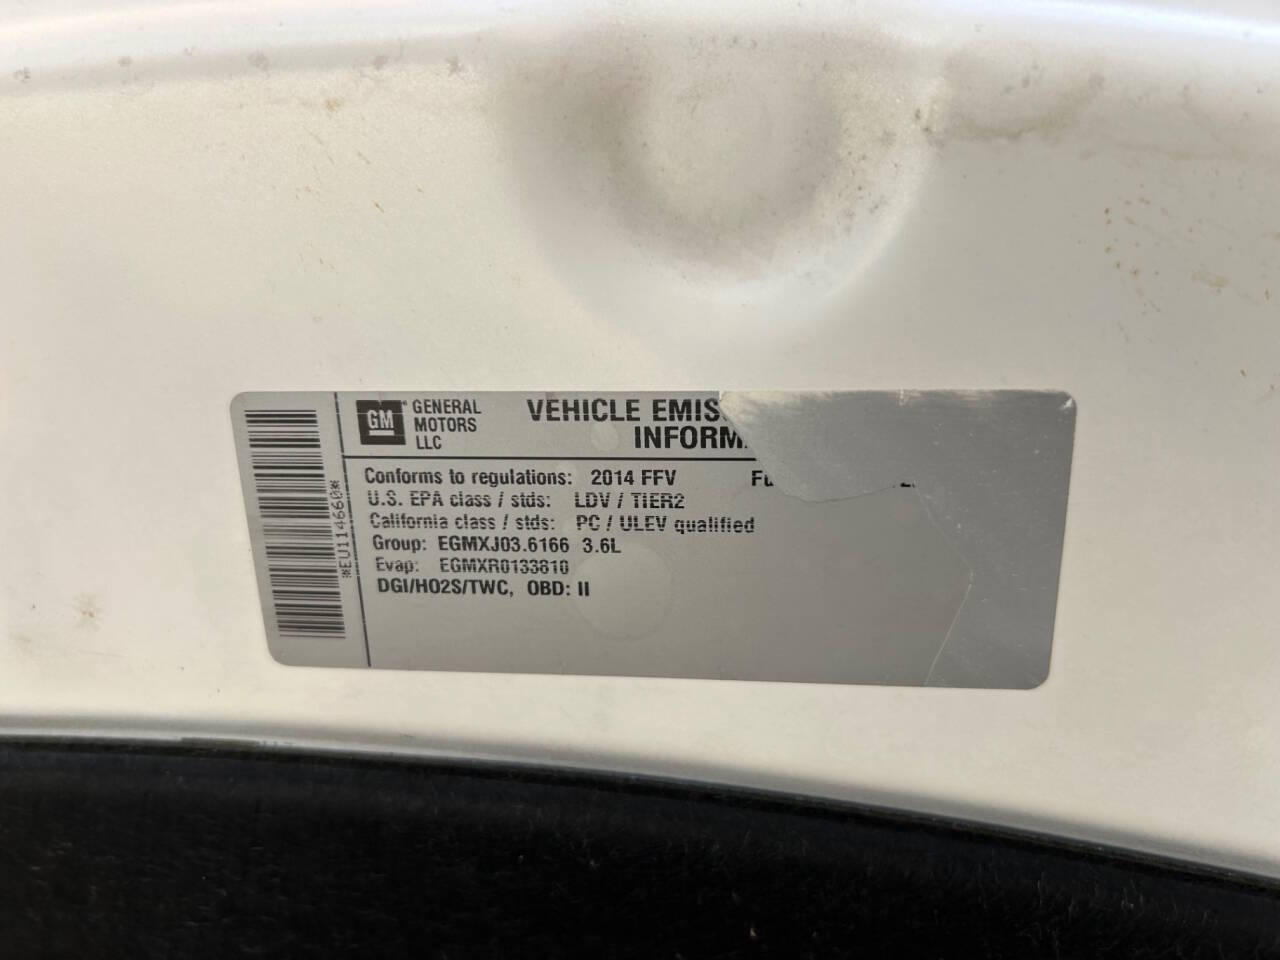 *EU114660*
GM
GENERAL
MOTORS
LLC
VEHICLE EMIS
INFORM
Conforms to regulations: 2014 FFV Fu
U.S. EPA class / stds: LDV / TIER2
California class / stds: PC / ULEV qualified
Group: EGMXJ03.6166 3.6L
Evap: EGMXR0133810
DGI/HO2S/TWC, OBD: II